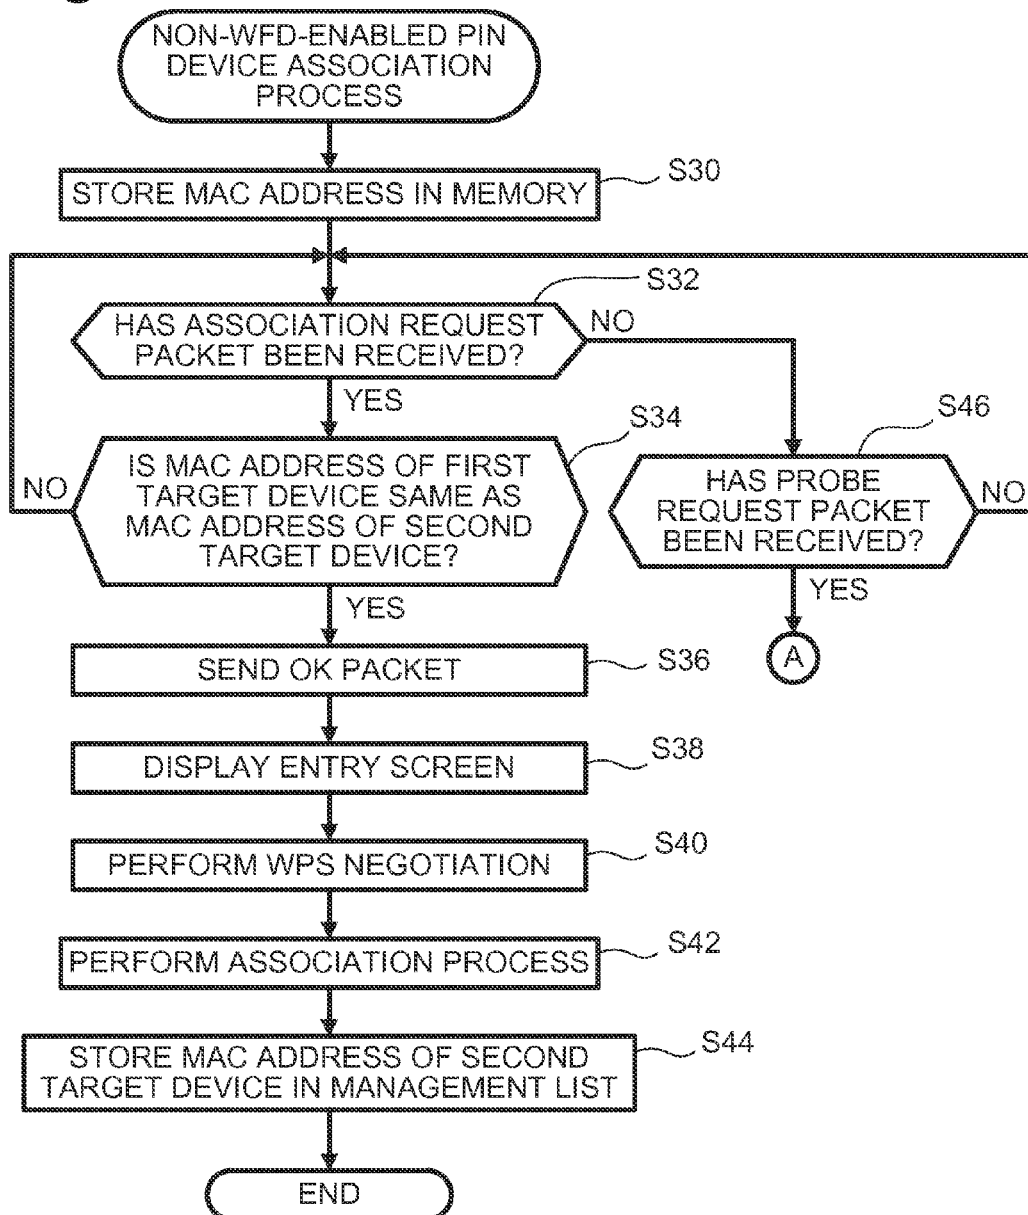 NON-WFD-ENABLED PIN
DEVICE ASSOCIATION
PROCESS
STORE MAC ADDRESS IN MEMORY
S30
S32
HAS ASSOCIATION REQUEST
PACKET BEEN RECEIVED?
NO
YES
S34
S46
IS MAC ADDRESS OF FIRST
TARGET DEVICE SAME AS
MAC ADDRESS OF SECOND
TARGET DEVICE?
NO
HAS PROBE
REQUEST PACKET
BEEN RECEIVED?
NO
YES
YES
A
SEND OK PACKET
S36
DISPLAY ENTRY SCREEN
S38
PERFORM WPS NEGOTIATION
S40
PERFORM ASSOCIATION PROCESS
S42
STORE MAC ADDRESS OF SECOND
TARGET DEVICE IN MANAGEMENT LIST
S44
END